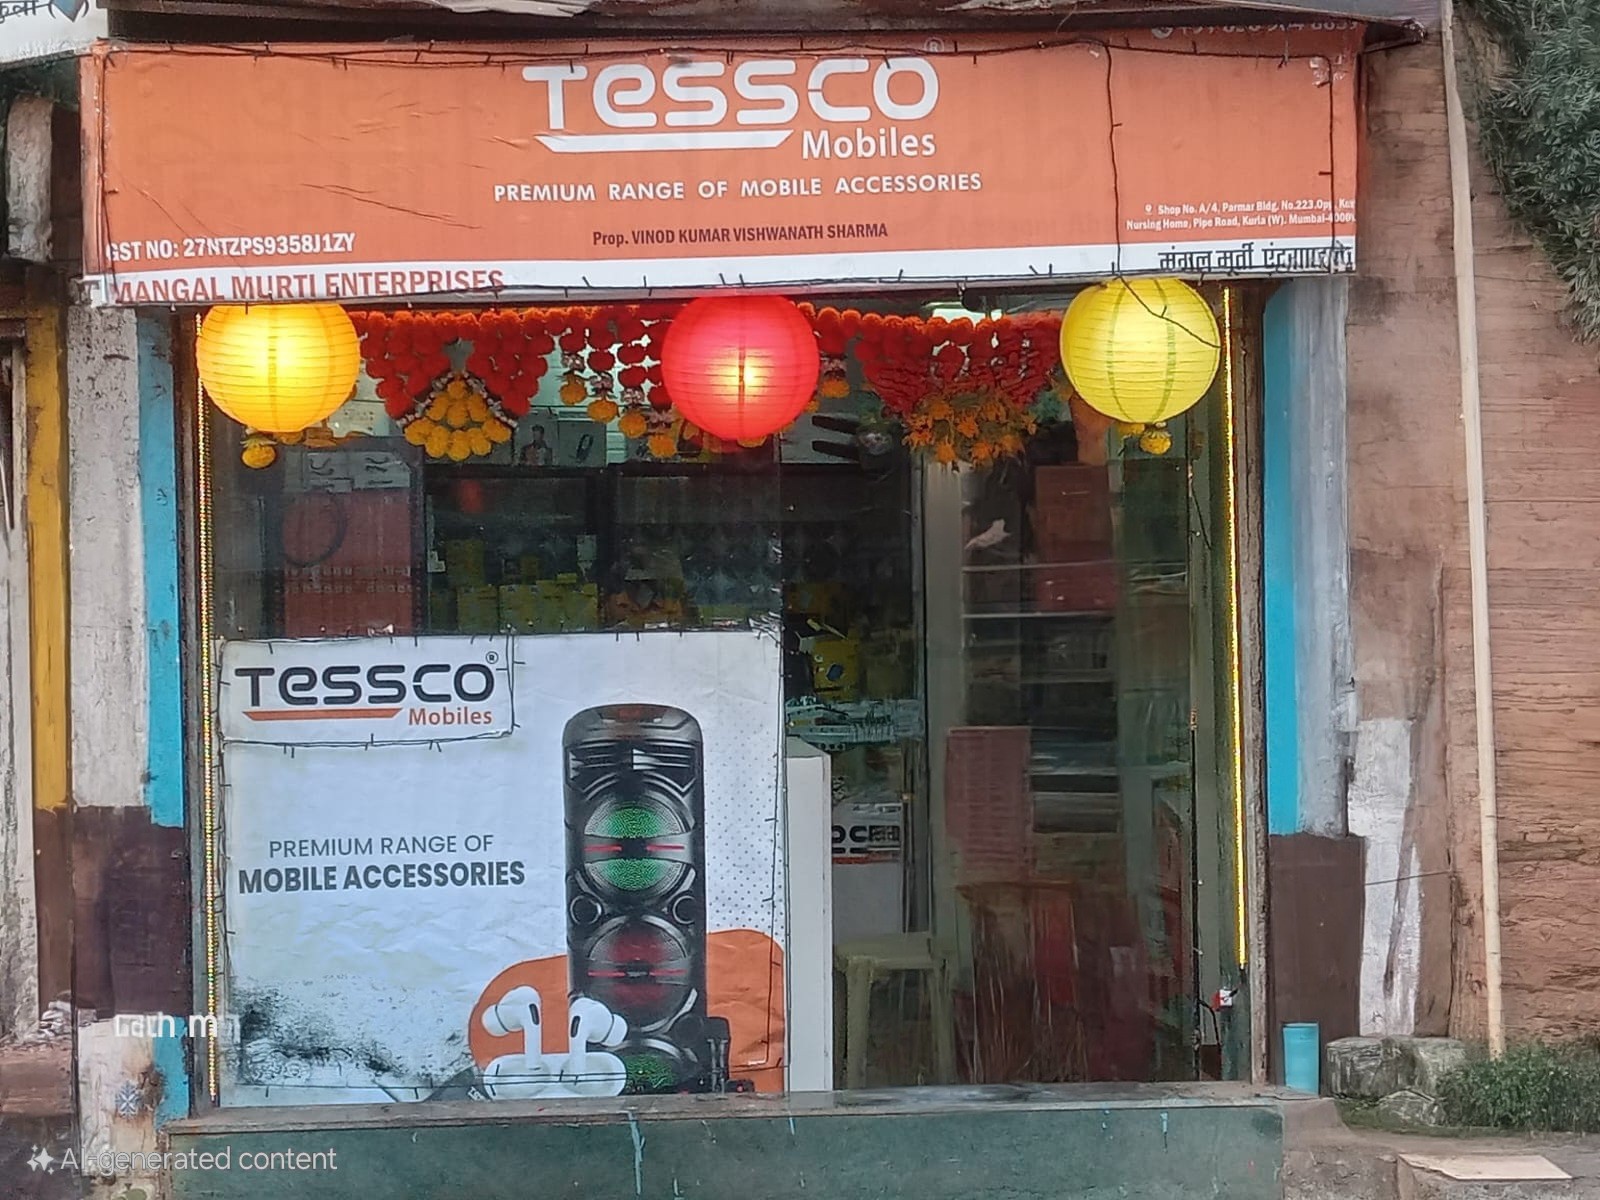 ®
TESSCO
Mobiles
PREMIUM RANGE OF MOBILE ACCESSORIES
Shop No. A/4, Parmar Bldg. No.223.Opp.
Nursing Home, Pipe Road, Kurla (W). Mumbai-
Prop. VINOD KUMAR VISHWANATH SHARMA
GST NO: 27NTZPS9358J1ZY
MANGAL MURTI ENTERPRISES
मंगल मूर्ती
TESSCO®
Mobiles
PREMIUM RANGE OF
MOBILE ACCESSORIES
AI-generated content